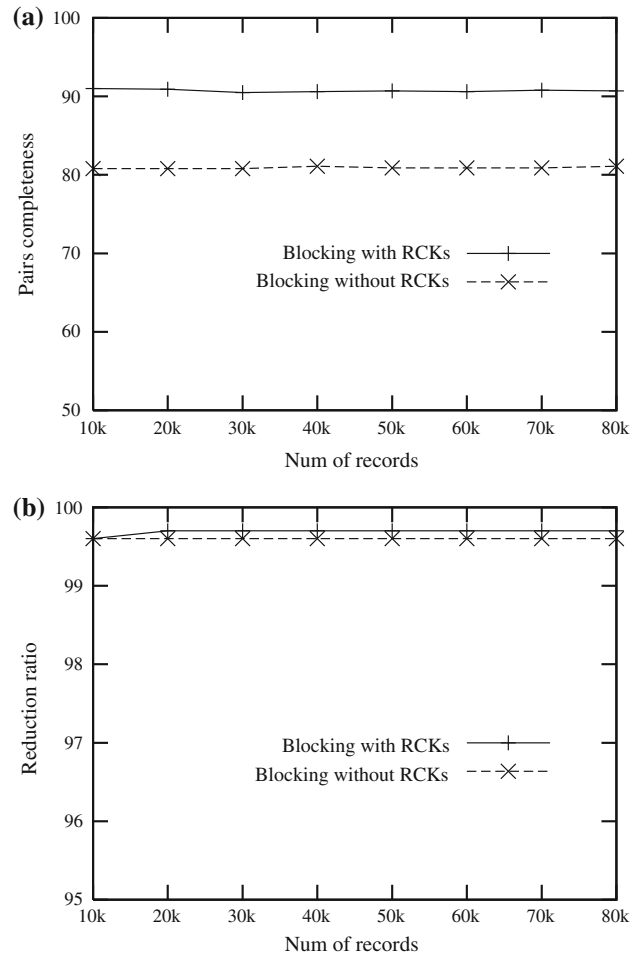 (a)
100
90
80
70
60
50
Pairs completeness
Blocking with RCKs
Blocking without RCKs
10k 20k 30k 40k 50k 60k 70k 80k
Num of records
(b)
100
99
98
97
96
95
Reduction ratio
Blocking with RCKs
Blocking without RCKs
10k 20k 30k 40k 50k 60k 70k 80k
Num of records